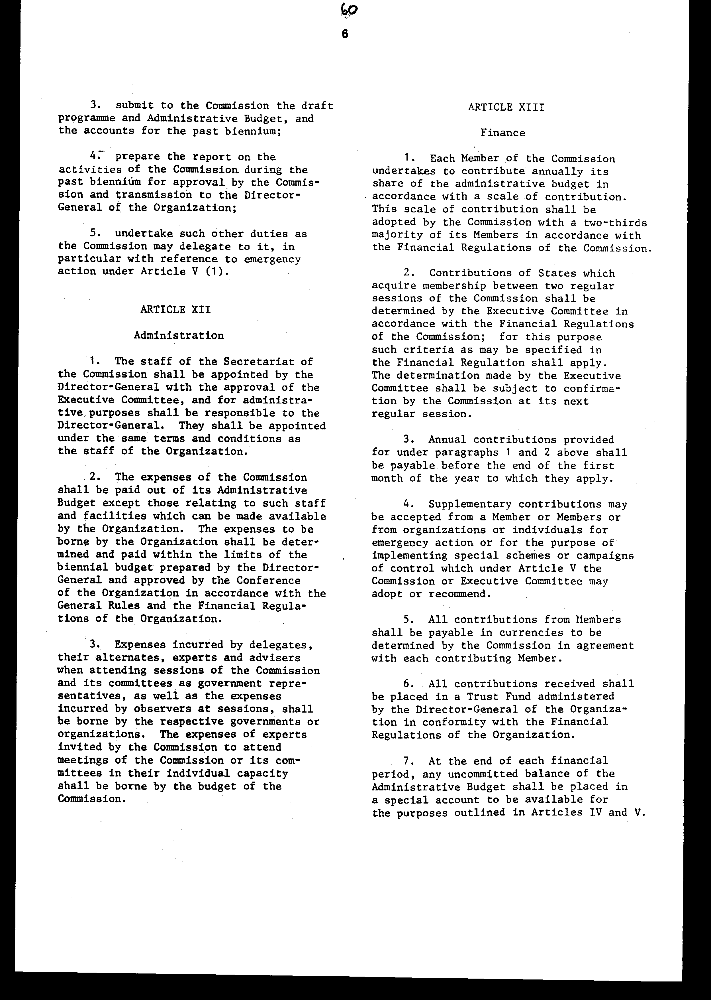 60
6
3. submit to the Commission the draft
programme and Administrative Budget, and
the accounts for the past biennium;
4. prepare the report on the
activities of the Commission during the
past biennium for approval by the Commis-
sion and transmission to the Director-
General of the Organization;
5. undertake such other duties as
the Commission may delegate to it, in
particular with reference to emergency
action under Article V (1).
ARTICLE XII
Administration
1. The staff of the Secretariat of
the Commission shall be appointed by the
Director-General with the approval of the
Executive Committee, and for administra-
tive purposes shall be responsible to the
Director-General. They shall be appointed
under the same terms and conditions as
the staff of the Organization.
2. The expenses of the Commission
shall be paid out of its Administrative
Budget except those relating to such staff
and facilities which can be made available
by the Organization. The expenses to be
borne by the Organization shall be deter-
mined and paid within the limits of the
biennial budget prepared by the Director-
General and approved by the Conference
of the Organization in accordance with the
General Rules and the Financial Regula-
tions of the Organization.
3. Expenses incurred by delegates,
their alternates, experts and advisers
when attending sessions of the Commission
and its committees as government repre-
sentatives, as well as the expenses
incurred by observers at sessions, shall
be borne by the respective governments or
organizations. The expenses of experts
invited by the Commission to attend
meetings of the Commission or its com-
mittees in their individual capacity
shall be borne by the budget of the
Commission.
ARTICLE XIII
Finance
1. Each Member of the Commission
undertakes to contribute annually its
share of the administrative budget in
accordance with a scale of contribution.
This scale of contribution shall be
adopted by the Commission with a two-thirds
majority of its Members in accordance with
the Financial Regulations of the Commission.
2. Contributions of States which
acquire membership between two regular
sessions of the Commission shall be
determined by the Executive Committee in
accordance with the Financial Regulations
of the Commission; for this purpose
such criteria as may be specified in
the Financial Regulation shall apply.
The determination made by the Executive
Committee shall be subject to confirma-
tion by the Commission at its next
regular session.
3. Annual contributions provided
for under paragraphs 1 and 2 above shall
be payable before the end of the first
month of the year to which they apply.
4. Supplementary contributions may
be accepted from a Member or Members or
from organizations or individuals for
emergency action or for the purpose of
implementing special schemes or campaigns
of control which under Article V the
Commission or Executive Committee may
adopt or recommend.
5. All contributions from Members
shall be payable in currencies to be
determined by the Commission in agreement
with each contributing Member.
6. All contributions received shall
be placed in a Trust Fund administered
by the Director-General of the Organiza-
tion in conformity with the Financial
Regulations of the Organization.
7. At the end of each financial
period, any uncommitted balance of the
Administrative Budget shall be placed in
a special account to be available for
the purposes outlined in Articles IV and V.